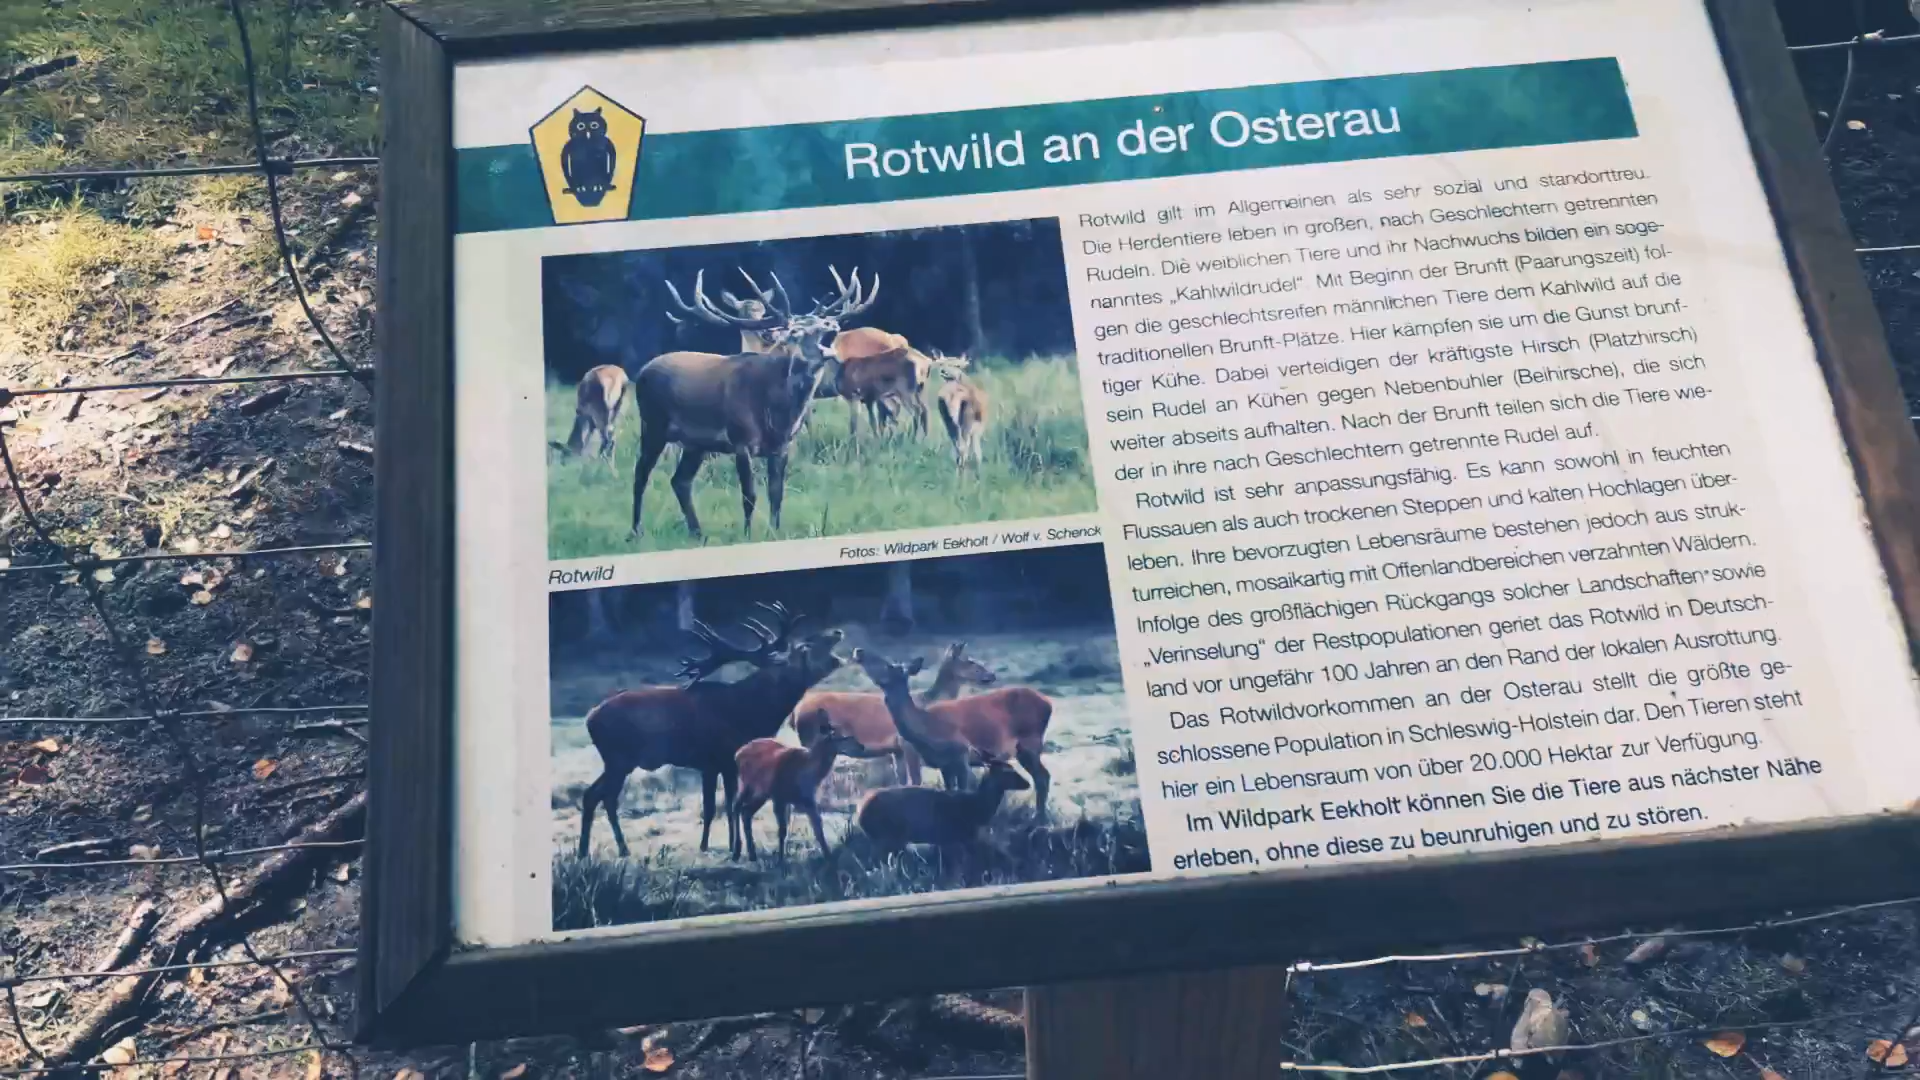 Rotwild an der Osterau
Rotwild gilt im Allgemeinen als sehr sozial und standorttreu.
Die Herdentiere leben in großen, nach Geschlechtern getrennten
Rudeln. Die weiblichen Tiere und ihr Nachwuchs bilden ein soge-
nanntes „Kahlwildrudel“. Mit Beginn der Brunft (Paarungszeit) fol-
gen die geschlechtsreifen männlichen Tiere dem Kahlwild auf die
traditionellen Brunft-Plätze. Hier kämpfen sie um die Gunst brunf-
tiger Kühe. Dabei verteidigen der kräftigste Hirsch (Platzhirsch)
sein Rudel an Kühen gegen Nebenbuhler (Beihirsche), die sich
weiter abseits aufhalten. Nach der Brunft teilen sich die Tiere wie-
der in ihre nach Geschlechtern getrennte Rudel auf.
Rotwild ist sehr anpassungsfähig. Es kann sowohl in feuchten
Flussauen als auch trockenen Steppen und kalten Hochlagen über-
leben. Ihre bevorzugten Lebensräume bestehen jedoch aus struk-
turreichen, mosaikartig mit Offenlandbereichen verzahnten Wäldern.
Infolge des großflächigen Rückgangs solcher Landschaften sowie
„Verinselung“ der Restpopulationen geriet das Rotwild in Deutsch-
land vor ungefähr 100 Jahren an den Rand der lokalen Ausrottung.
Das Rotwildvorkommen an der Osterau stellt die größte ge-
schlossene Population in Schleswig-Holstein dar. Den Tieren steht
hier ein Lebensraum von über 20.000 Hektar zur Verfügung.
Im Wildpark Eekholt können Sie die Tiere aus nächster Nähe
erleben, ohne diese zu beunruhigen und zu stören.
Fotos: Wildpark Eekholt / Wolf v. Schenck
Rotwild